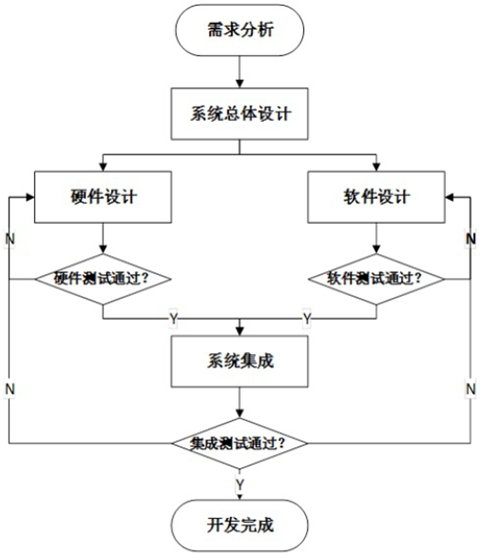 需求分析
系统总体设计
硬件设计
软件设计
N
N
硬件测试通过？
软件测试通过？
Y
Y
系统集成
N
N
集成测试通过？
Y
开发完成